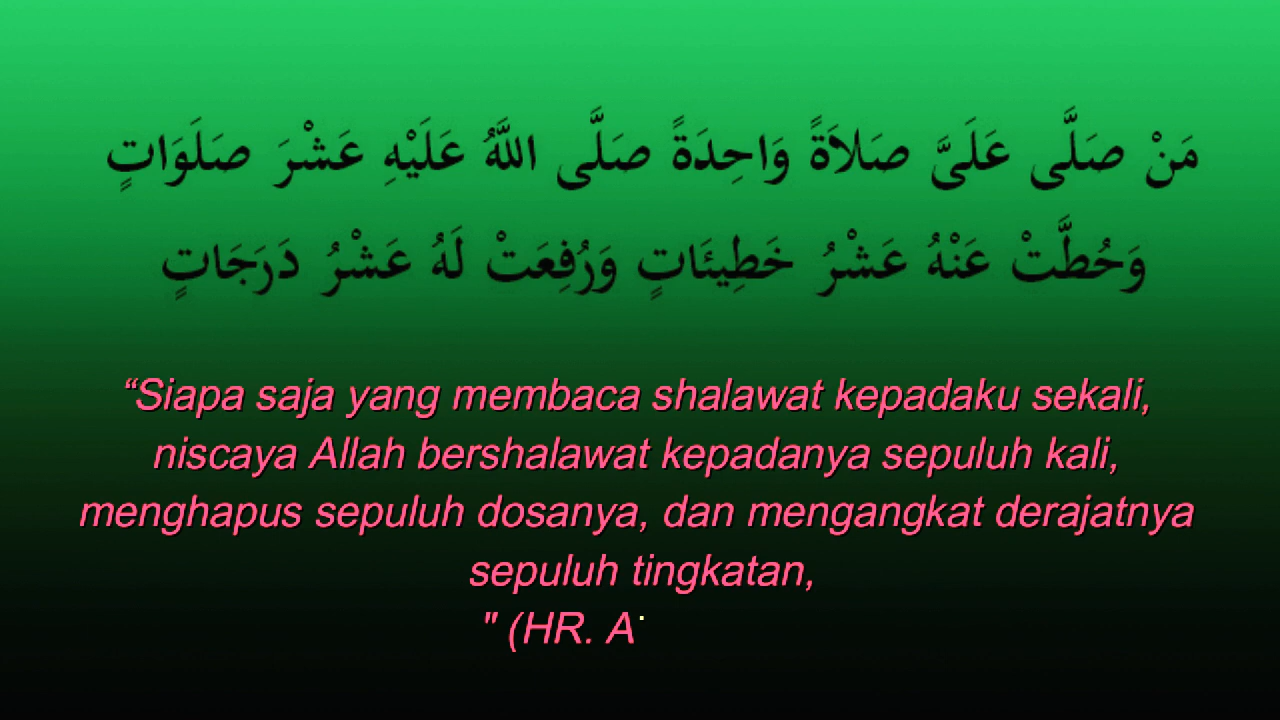 مَنْ صَلَّى عَلَىَّ صَلاَةً وَاحِدَةً صَلَّى اللَّهُ عَلَيْهِ عَشْرَ صَلَوَاتٍ
وَحُطَّتْ عَنْهُ عَشْرُ خَطِيئَاتٍ وَرُفِعَتْ لَهُ عَشْرُ دَرَجَاتٍ
“Siapa saja yang membaca shalawat kepadaku sekali,
niscaya Allah bershalawat kepadanya sepuluh kali,
menghapus sepuluh dosanya, dan mengangkat derajatnya
sepuluh tingkatan,
" (HR. A